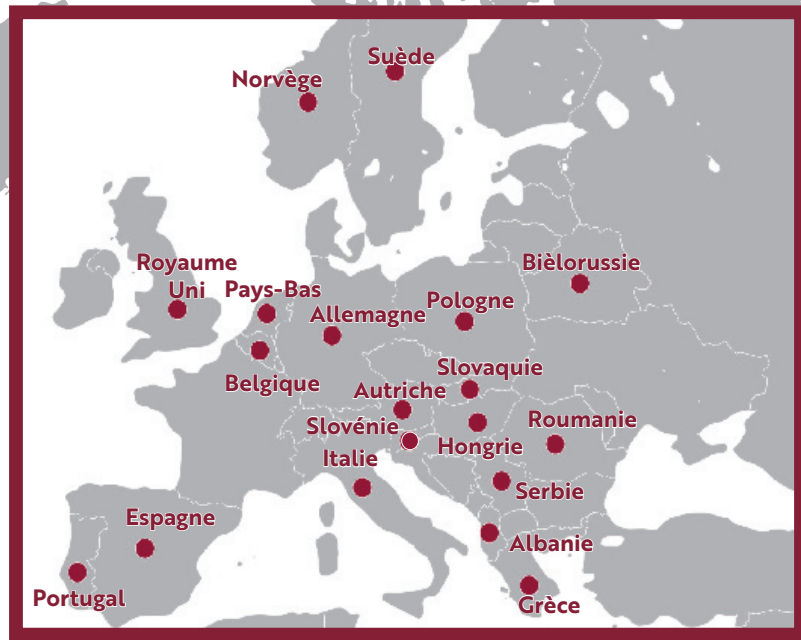 Suède
Norvège
Royaume
Uni
Pays-Bas
Bièlorussie
Allemagne
Pologne
Belgique
Slovaquie
Autriche
Slovénie
Hongrie
Roumanie
Italie
Serbie
Espagne
Albanie
Portugal
Grèce